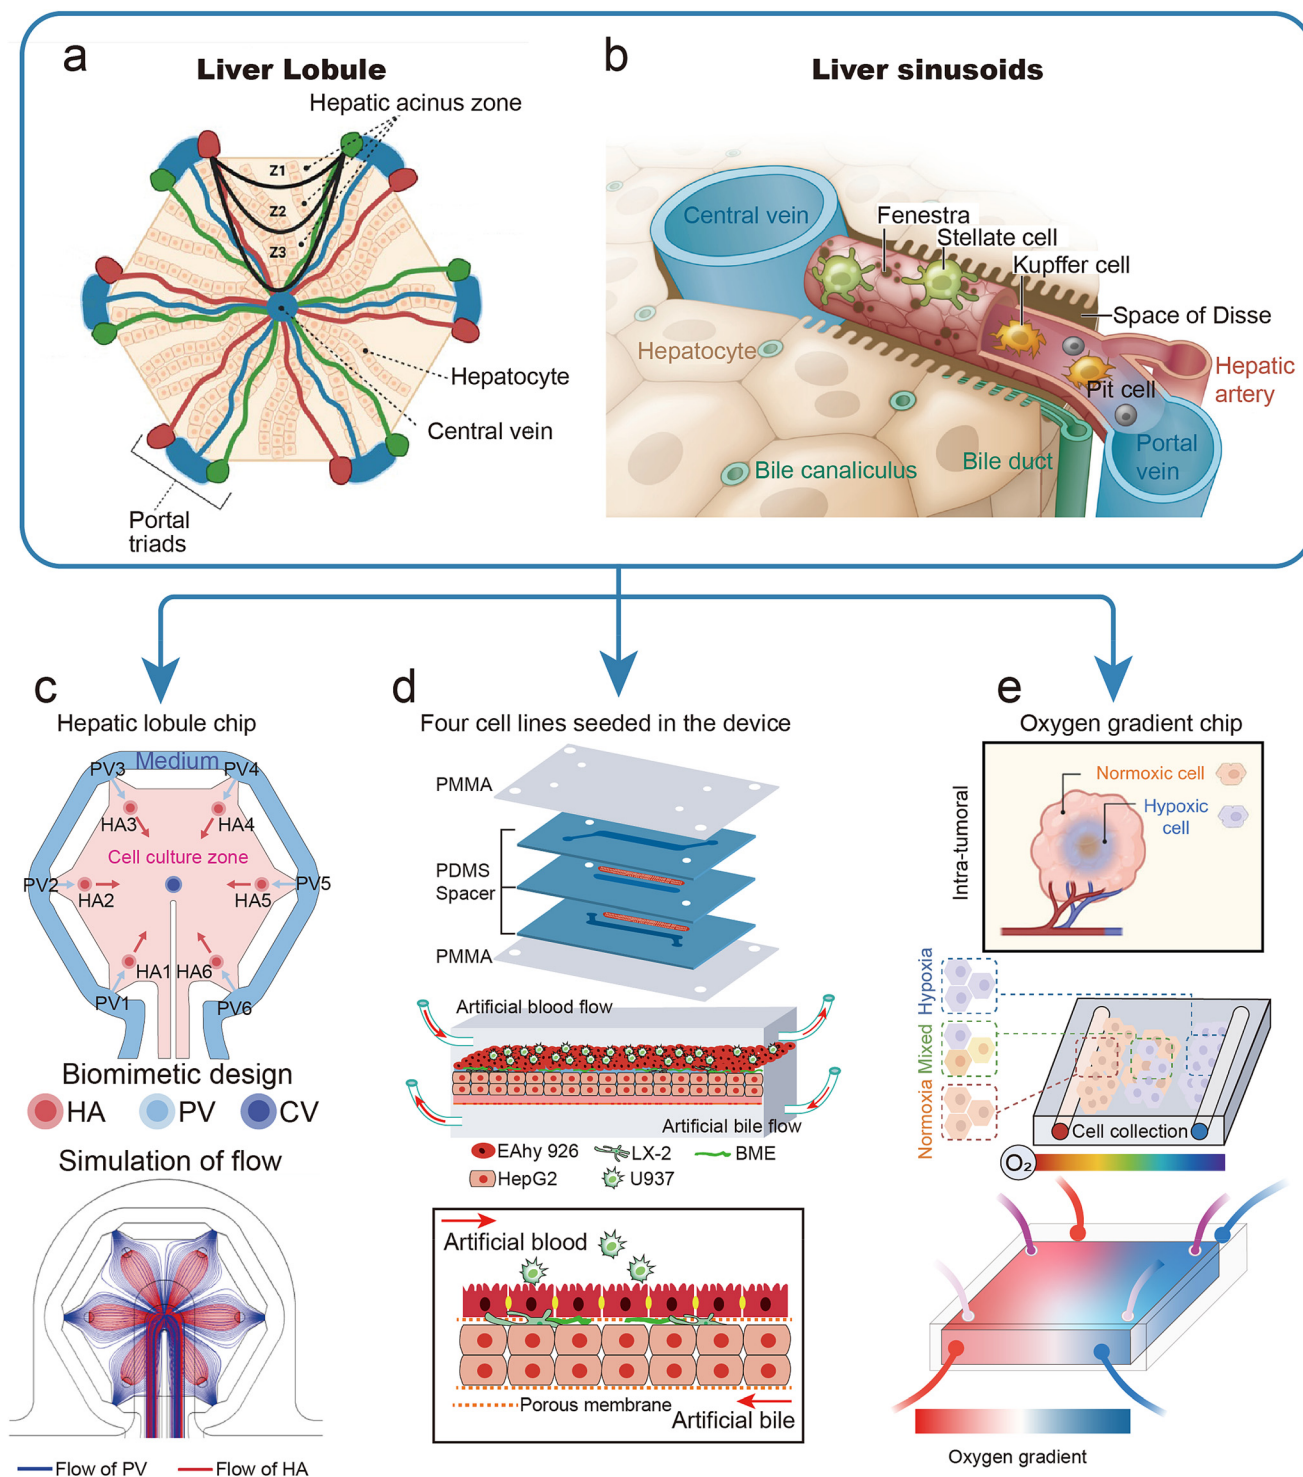 a
Liver Lobule
Hepatic acinus zone
Z1
Z2
Z3
Hepatocyte
Central vein
Portal
triads
b
Liver sinusoids
Central vein
Fenestra
Stellate cell
Kupffer cell
Space of Disse
Hepatocyte
Hepatic
artery
Pit cell
Portal
vein
Bile canaliculus
Bile duct
c
Hepatic lobule chip
Medium
PV3
PV4
HA3
HA4
Cell culture zone
PV2
HA2
HA5
PV5
HA1
HA6
PV1
PV6
Biomimetic design
HA
PV
CV
Simulation of flow
Flow of PV
Flow of HA
d
Four cell lines seeded in the device
PMMA
PDMS
Spacer
PMMA
Artificial blood flow
Artificial bile flow
EAhy 926
LX-2
BME
HepG2
U937
Artificial blood
Porous membrane
Artificial bile
e
Oxygen gradient chip
Intra-tumoral
Normoxic cell
Hypoxic
cell
Hypoxia
Mixed
Normoxia
Cell collection
O₂
Oxygen gradient